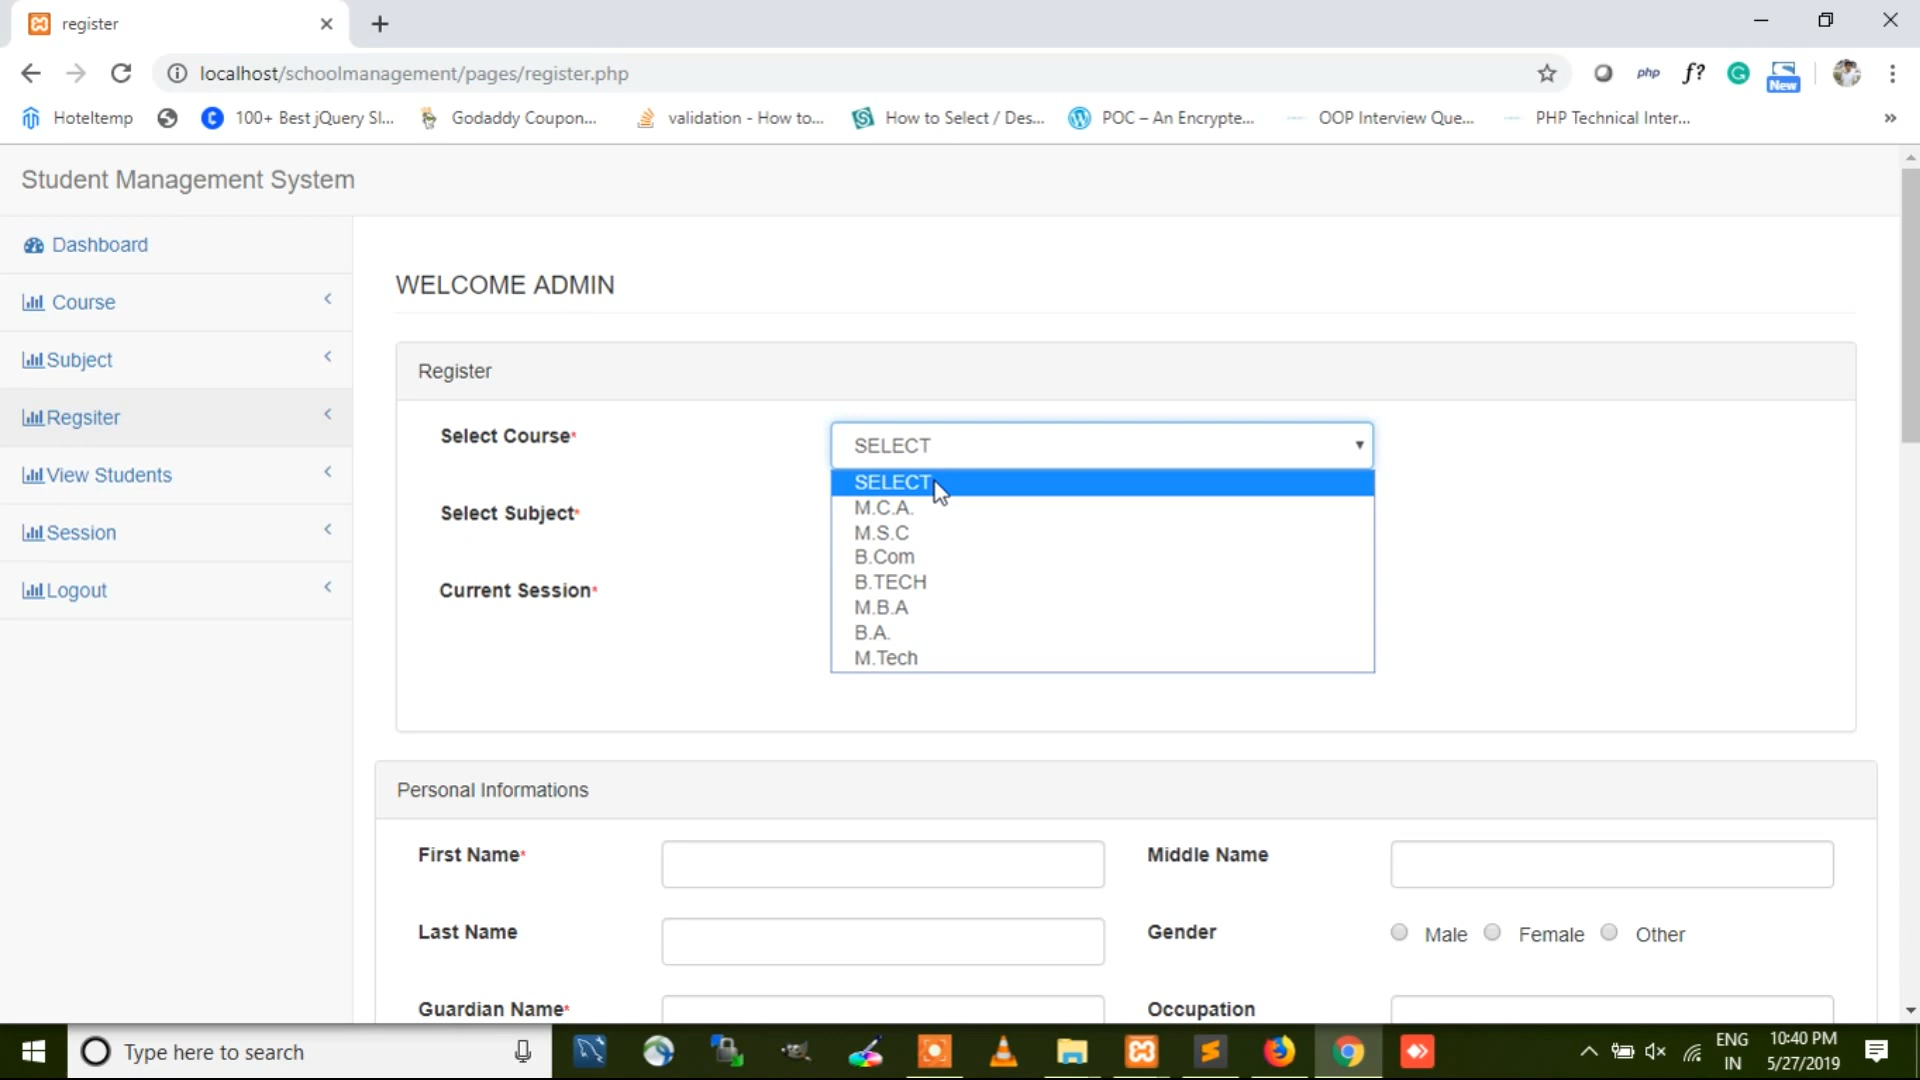 register
localhost/schoolmanagement/pages/register.php
php
f?
New
Hoteltemp
100+ Best jQuery Sl...
Godaddy Coupon...
validation - How to...
How to Select / Des...
POC – An Encrypte...
OOP Interview Que...
PHP Technical Inter...
»
Student Management System
Dashboard
Course
Subject
Regsiter
View Students
Session
Logout
WELCOME ADMIN
Register
Select Course*
SELECT
SELECT
M.C.A.
M.S.C
B.Com
B.TECH
M.B.A
B.A.
M.Tech
Select Subject*
Current Session*
Personal Informations
First Name*
Middle Name
Last Name
Gender
Male
Female
Other
Guardian Name*
Occupation
Type here to search
ENG
IN
10:40 PM
5/27/2019